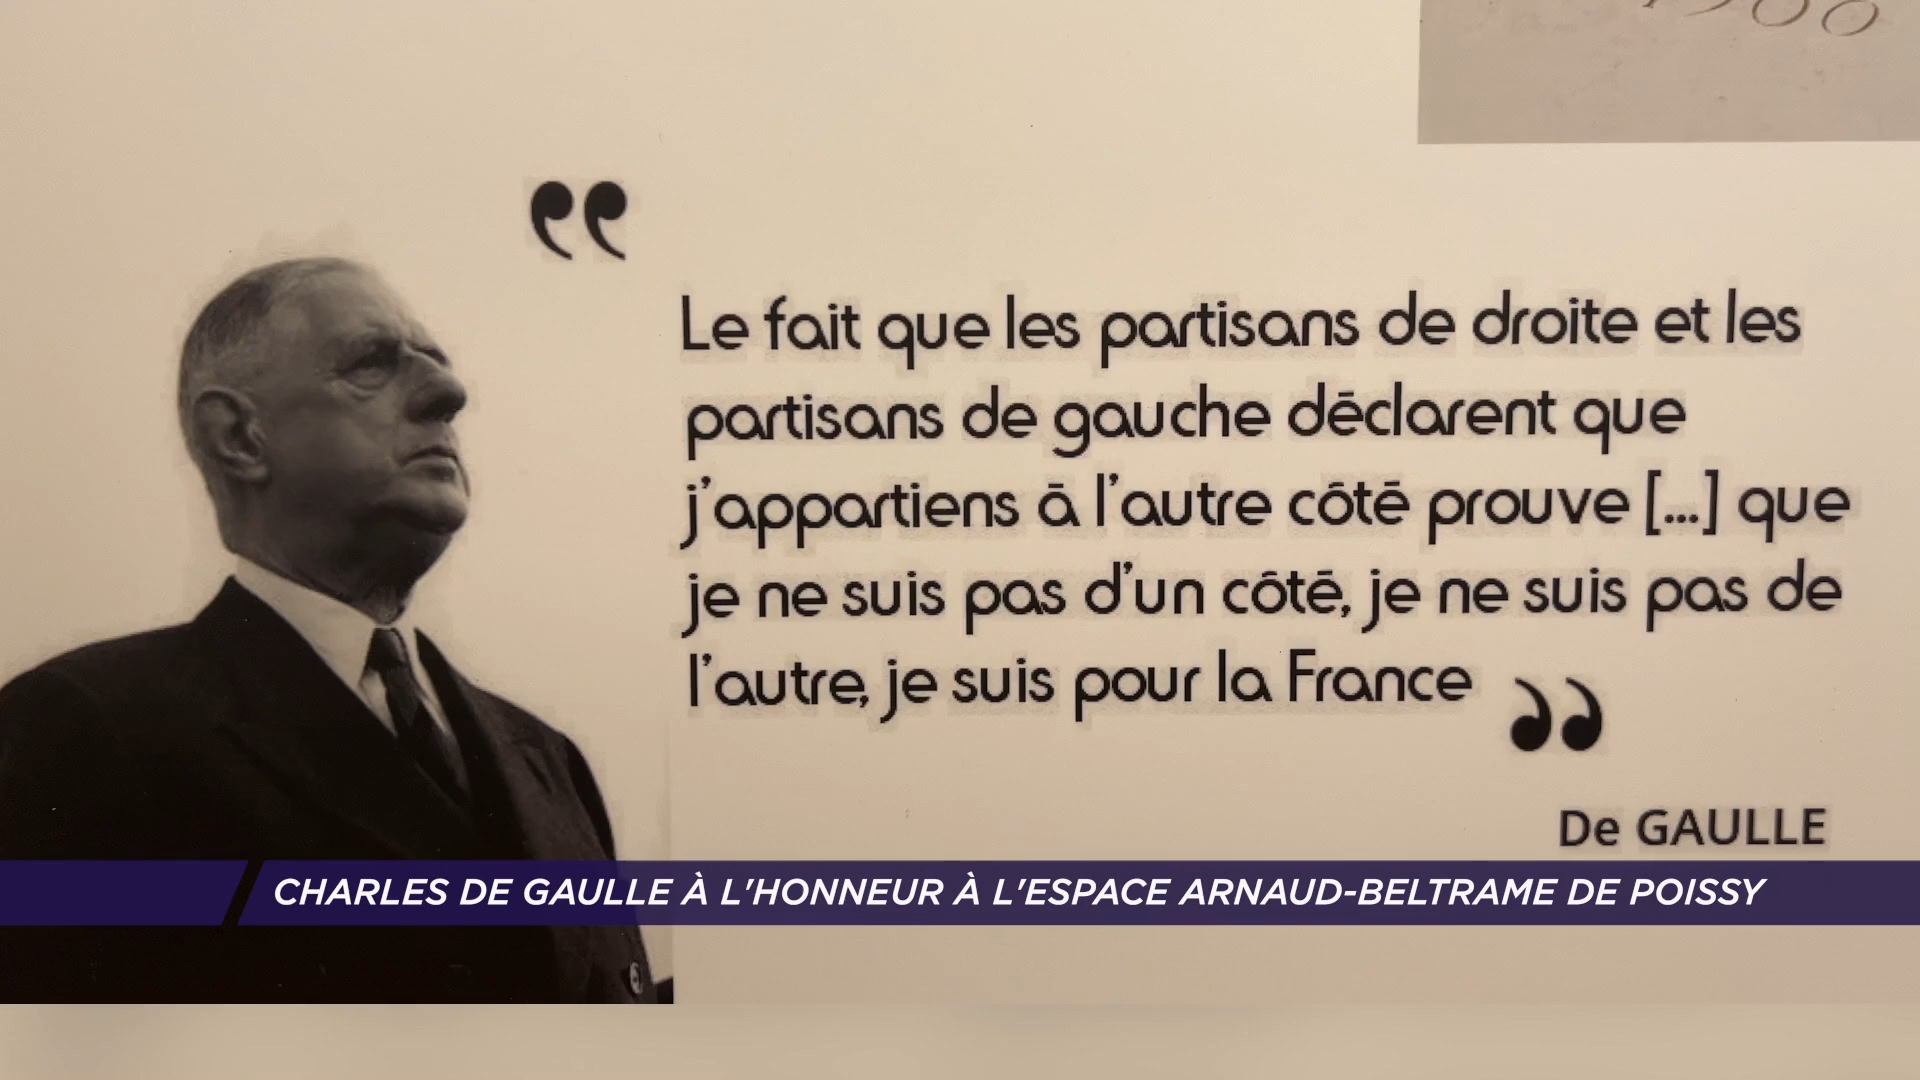 Le fait que les partisans de droite et les
partisans de gauche déclarent que
j'appartiens à l'autre côté prouve [...] que
je ne suis pas d'un côté, je ne suis pas de
l'autre, je suis pour la France
De GAULLE
CHARLES DE GAULLE À L'HONNEUR À L'ESPACE ARNAUD-BELTRAME DE POISSY